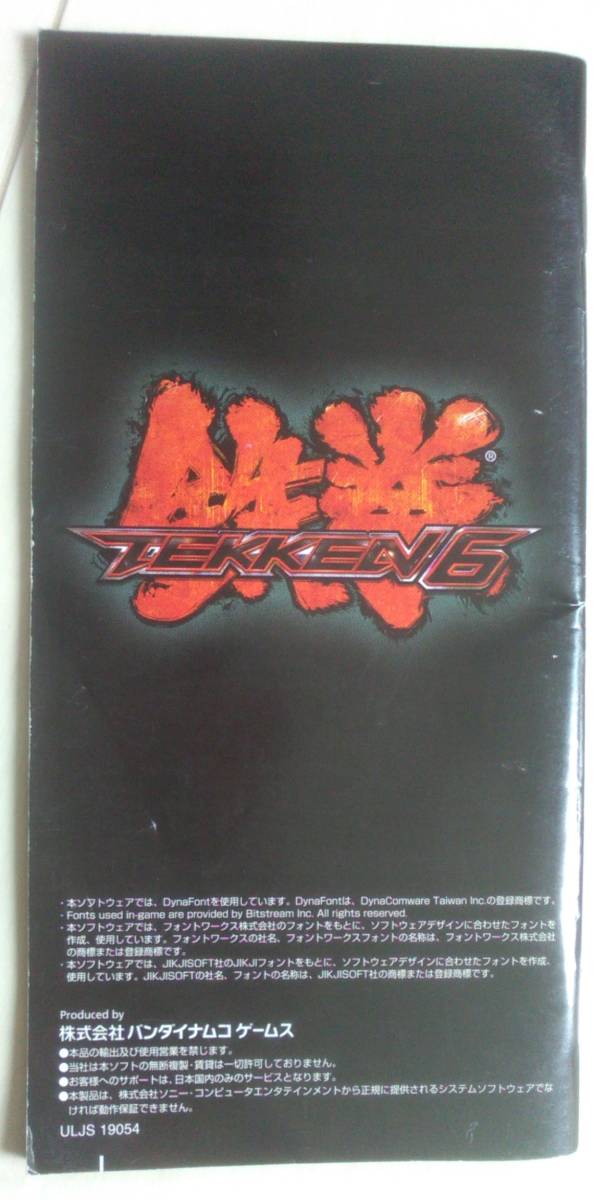 鉄拳®
TEKKEN 6
・本ソフトウェアでは、DynaFontを使用しています。DynaFontは、DynaComware Taiwan Inc.の登録商標です。
・Fonts used in-game are provided by Bitstream Inc. All rights reserved.
・本ソフトウェアでは、フォントワークス株式会社のフォントをもとに、ソフトウェアデザインに合わせたフォントを
作成、使用しています。フォントワークスの社名、フォントワークスフォントの名称は、フォントワークス株式会社
の商標または登録商標です。
・本ソフトウェアでは、JIKJISOFT社のJIKJIフォントをもとに、ソフトウェアデザインに合わせたフォントを作成、
使用しています。JIKJISOFTの社名、フォントの名称は、JIKJISOFT社の商標または登録商標です。
Produced by
株式会社 バンダイナムコ ゲームス
●本品の輸出及び使用営業を禁じます。
●当社は本ソフトの無断複製・賃貸は一切許可しておりません。
●お客様へのサポートは、日本国内のみのサービスとなります。
●本製品は、株式会社ソニー・コンピュータエンタテインメントから正規に提供されるシステムソフトウェアでな
ければ動作保証できません。
ULJS 19054